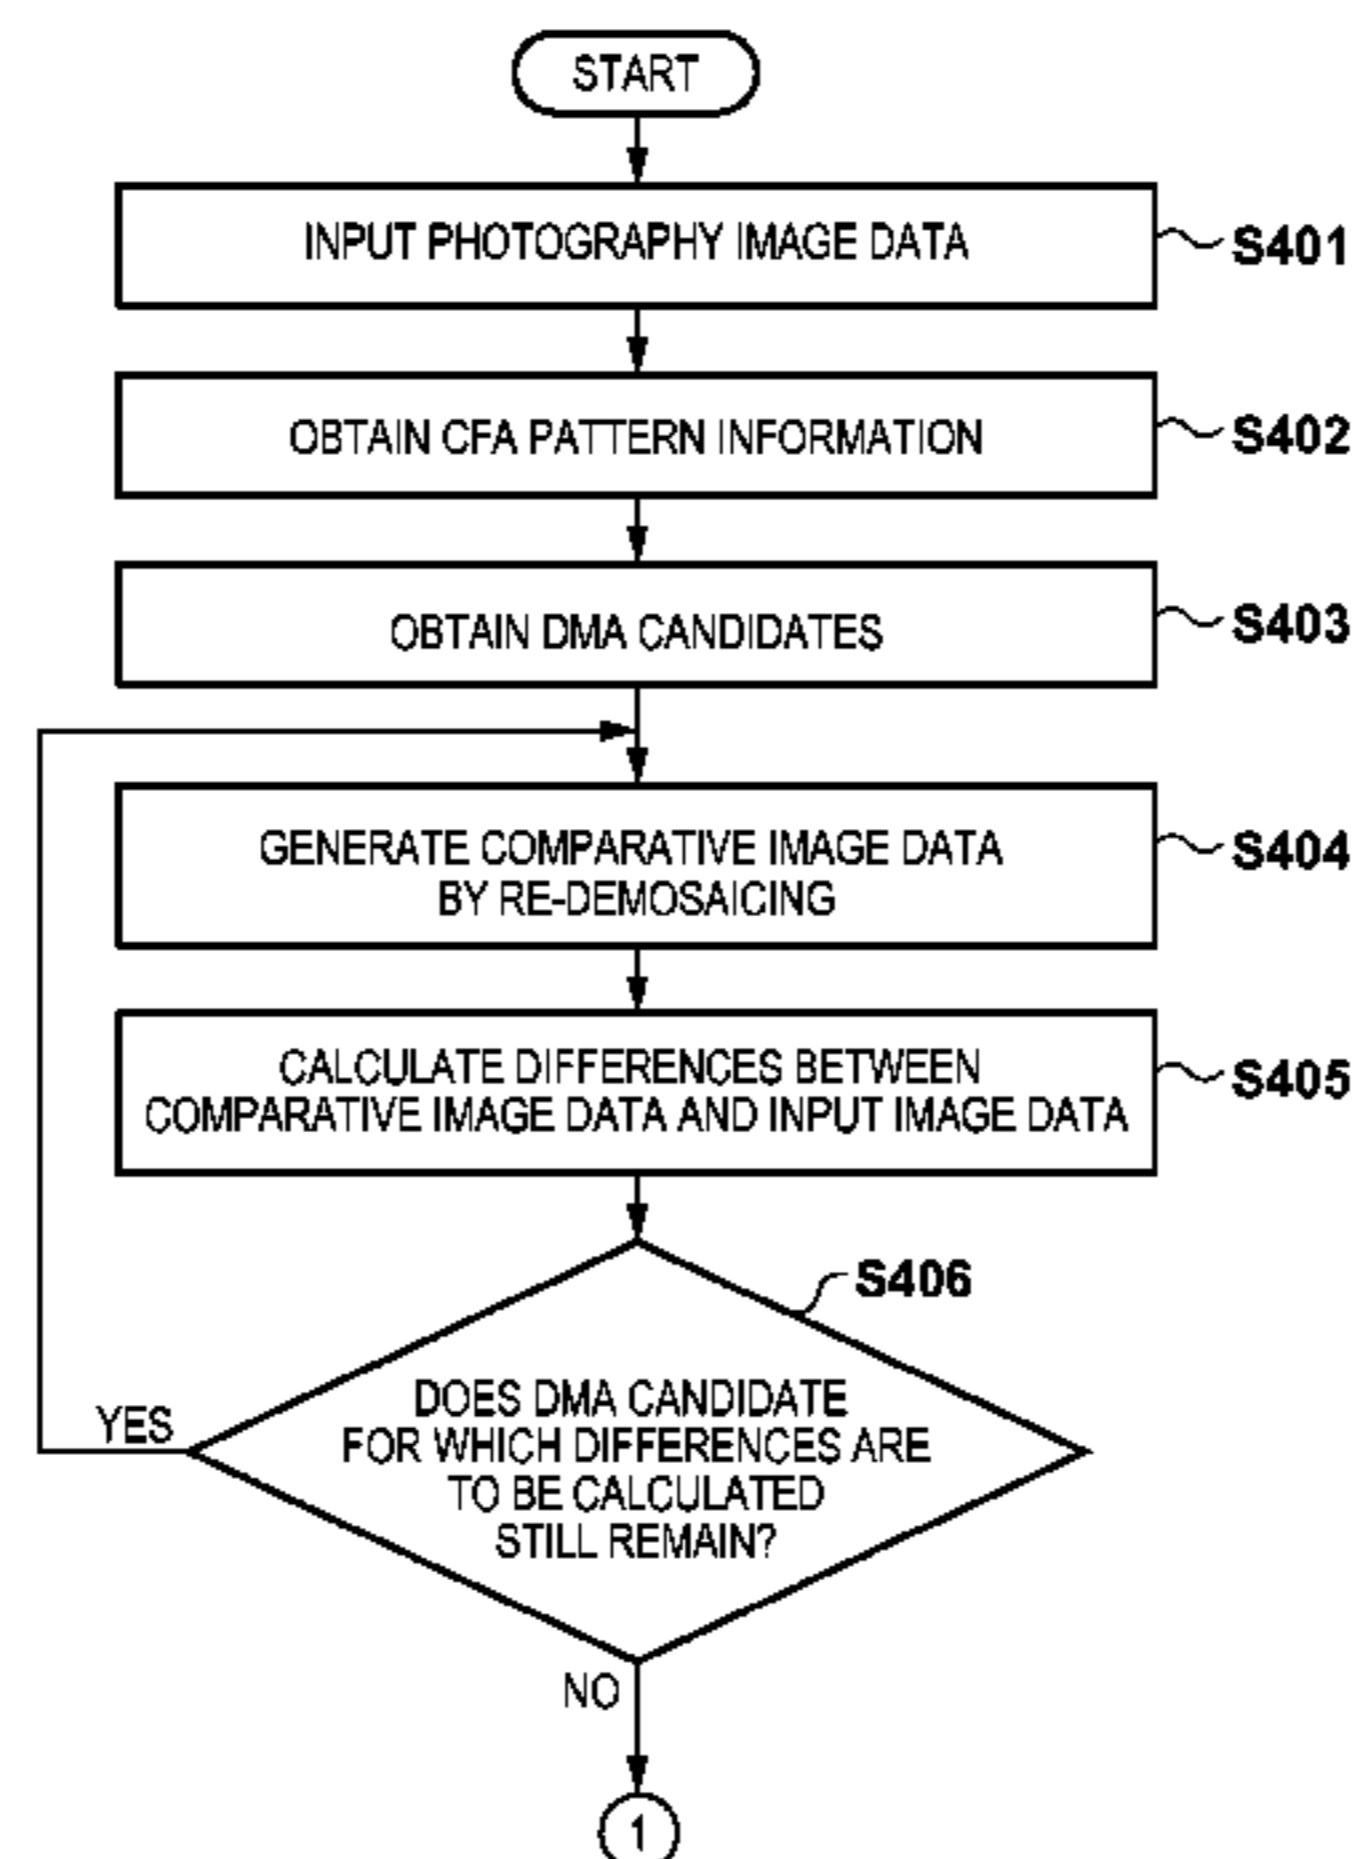 START
INPUT PHOTOGRAPHY IMAGE DATA
S401
OBTAIN CFA PATTERN INFORMATION
S402
OBTAIN DMA CANDIDATES
S403
GENERATE COMPARATIVE IMAGE DATA
BY RE-DEMOSAICING
S404
CALCULATE DIFFERENCES BETWEEN
COMPARATIVE IMAGE DATA AND INPUT IMAGE DATA
S405
S406
DOES DMA CANDIDATE
FOR WHICH DIFFERENCES ARE
TO BE CALCULATED
STILL REMAIN?
YES
NO
1